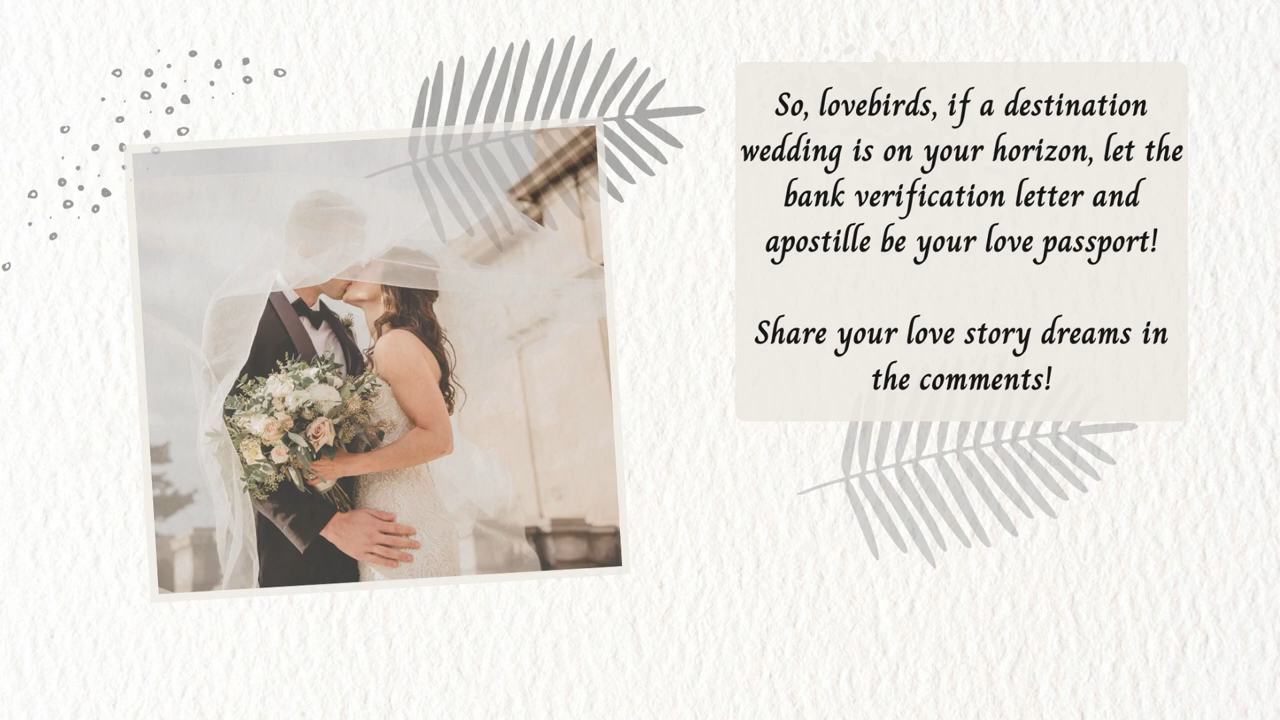 So, lovebirds, if a destination
wedding is on your horizon, let the
bank verification letter and
apostille be your love passport!
Share your love story dreams in
the comments!